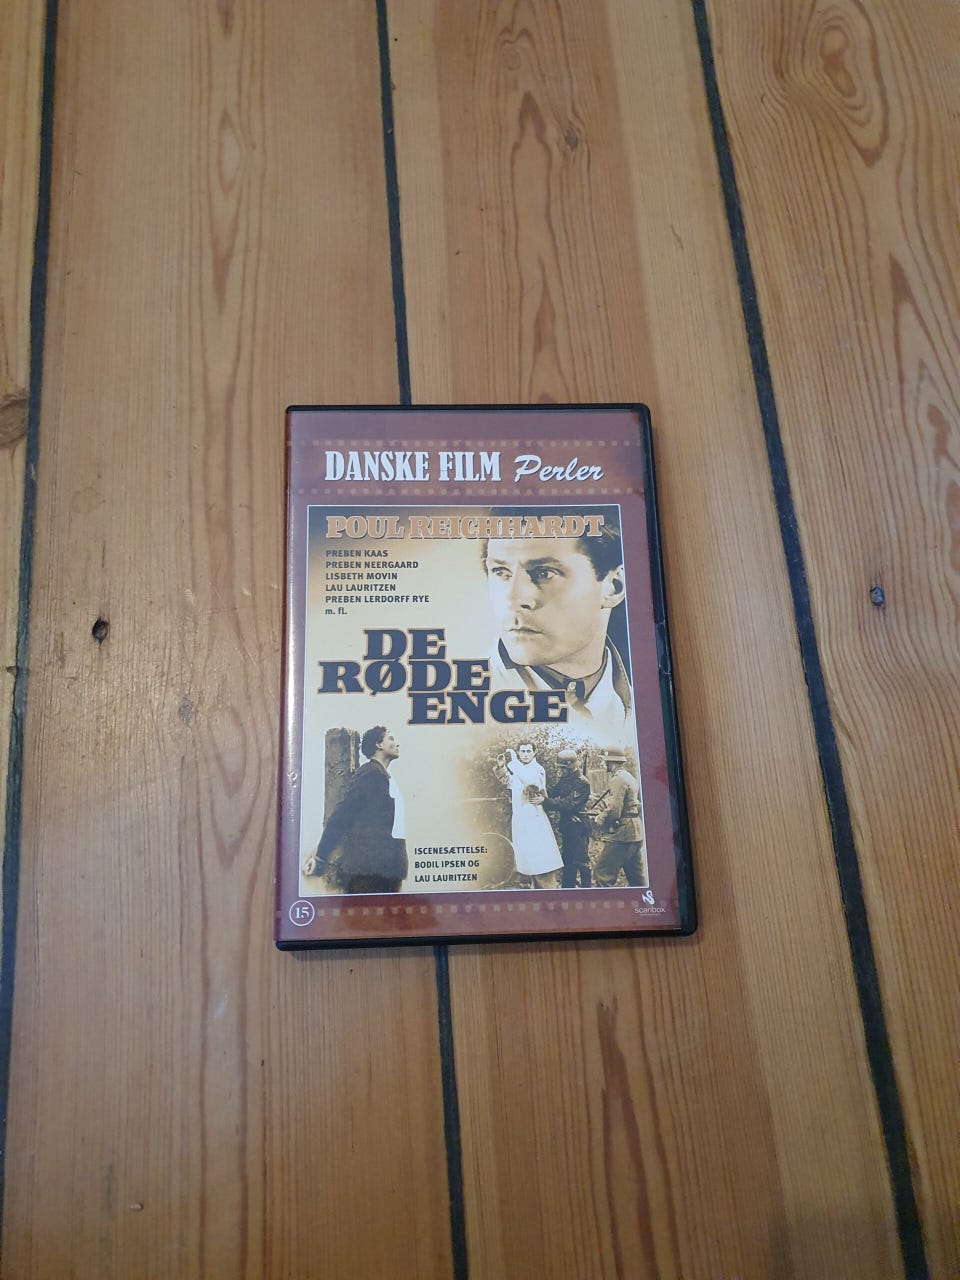 DANSKE FILM Perler
POUL REICHHARDT
PREBEN KAAS
PREBEN NEERGAARD
LISBETH MOVIN
LAU LAURITZEN
PREBEN LERDORFF RYE
m. fl.
DE
RØDE
ENGE
ISCENESÆTTELSE:
BODIL IPSEN OG
LAU LAURITZEN
15
scanbox